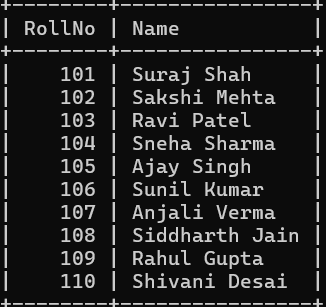 +--------+----------------+
| RollNo | Name           |
+--------+----------------+
|    101 | Suraj Shah     |
|    102 | Sakshi Mehta   |
|    103 | Ravi Patel     |
|    104 | Sneha Sharma   |
|    105 | Ajay Singh     |
|    106 | Sunil Kumar    |
|    107 | Anjali Verma   |
|    108 | Siddharth Jain |
|    109 | Rahul Gupta    |
|    110 | Shivani Desai  |
+--------+----------------+